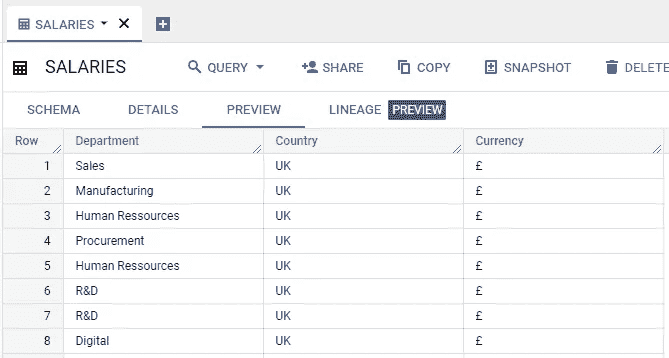 SALARIES
SALARIES QUERY SHARE COPY SNAPSHOT DELETE
SCHEMA DETAILS PREVIEW LINEAGE PREVIEW
Row Department Country Currency
1 Sales UK £
2 Manufacturing UK £
3 Human Ressources UK £
4 Procurement UK £
5 Human Ressources UK £
6 R&D UK £
7 R&D UK £
8 Digital UK £